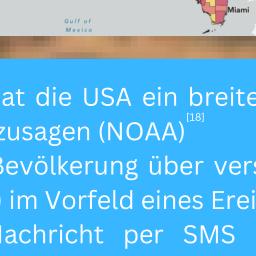 Gulf of
Mexico
Miami
at die USA ein breite
zusagen (NOAA)[18]
Bevölkerung über vers
im Vorfeld eines Erei
Nachricht per SMS